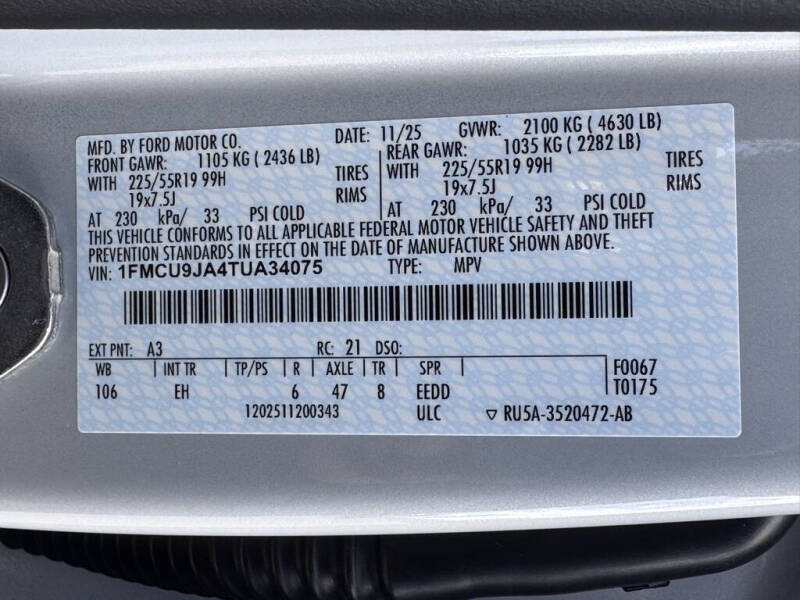 MFD. BY FORD MOTOR CO. DATE: 11/25 GVWR: 2100 KG ( 4630 LB)
FRONT GAWR: 1105 KG ( 2436 LB) REAR GAWR: 1035 KG ( 2282 LB)
WITH 225/55R19 99H TIRES WITH 225/55R19 99H TIRES
19x7.5J RIMS 19x7.5J RIMS
AT 230 kPa/ 33 PSI COLD AT 230 kPa/ 33 PSI COLD
THIS VEHICLE CONFORMS TO ALL APPLICABLE FEDERAL MOTOR VEHICLE SAFETY AND THEFT
PREVENTION STANDARDS IN EFFECT ON THE DATE OF MANUFACTURE SHOWN ABOVE.
VIN: 1FMCU9JA4TUA34075 TYPE: MPV
EXT PNT: A3 RC: 21 DSO:
WB INT TR TP/PS R AXLE TR SPR F0067
106 EH 6 47 8 EEDD T0175
1202511200343 ULC ▽ RU5A-3520472-AB